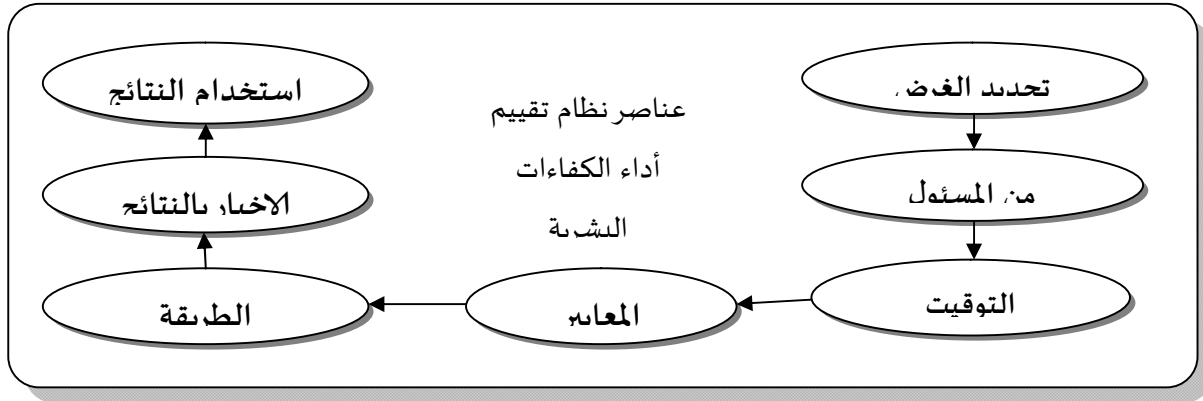 عناصر نظام تقييم
أداء الكفاءات
البشرية
تحديد الغرض
من المسئول
التوقيت
المعايير
الطريقة
الاخبار بالنتائج
استخدام النتائج